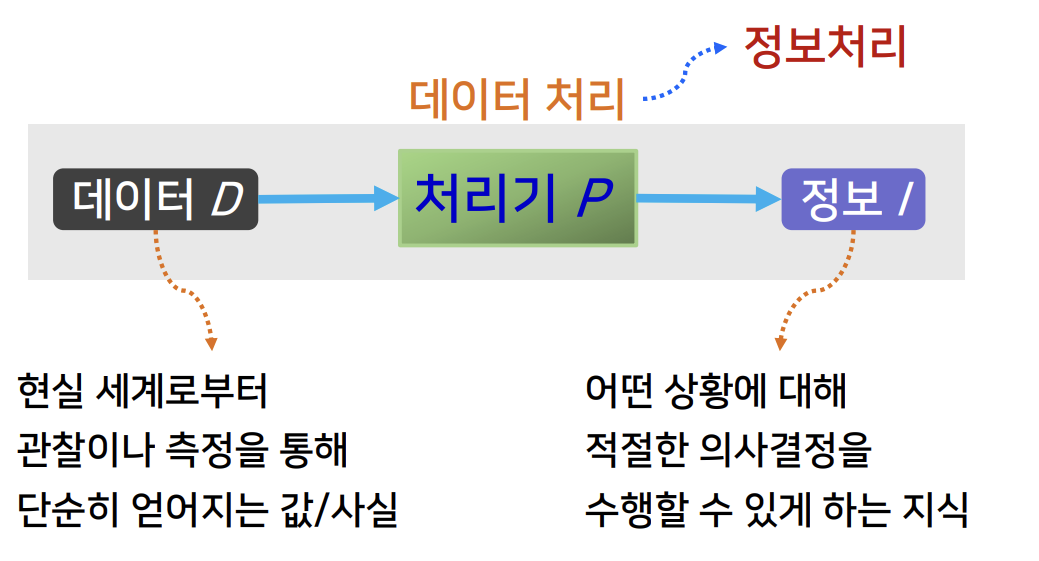 정보처리
데이터 처리
데이터 D
처리기 P
정보 I
현실 세계로부터
관찰이나 측정을 통해
단순히 얻어지는 값/사실
어떤 상황에 대해
적절한 의사결정을
수행할 수 있게 하는 지식